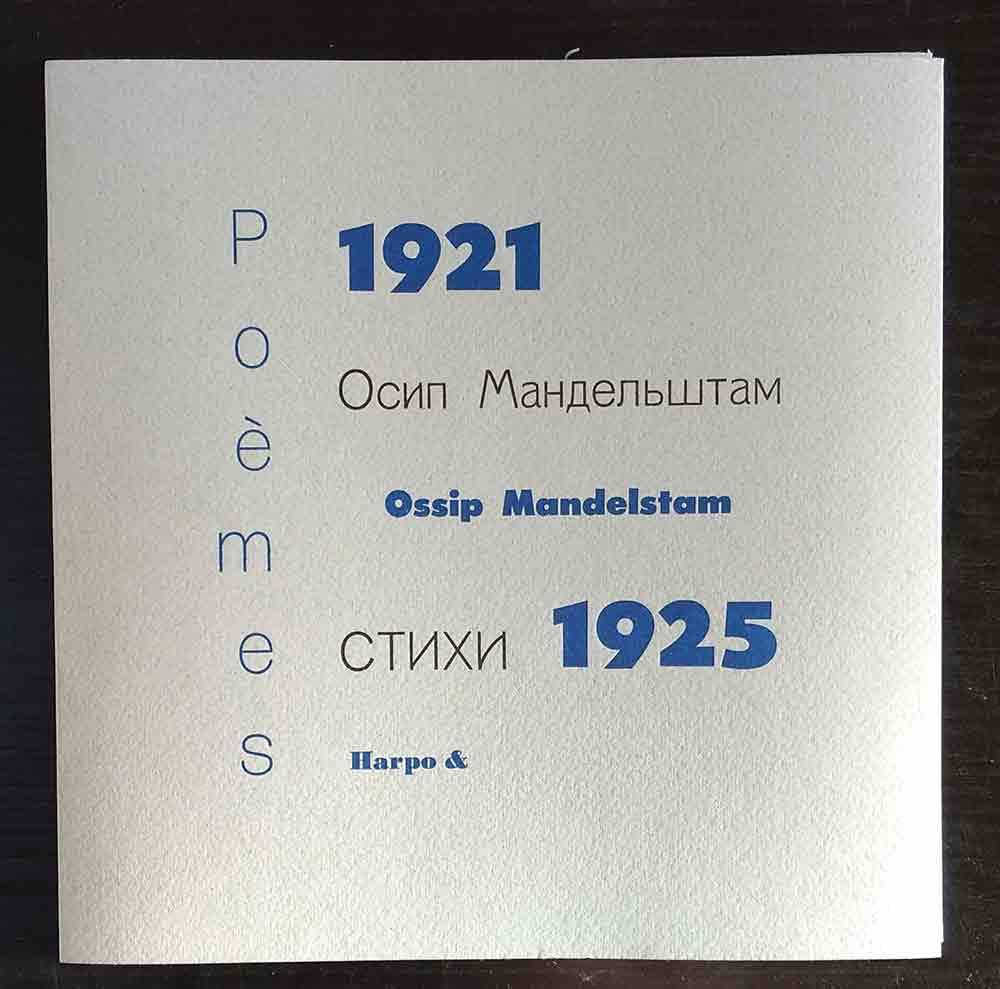 Poèmes
1921
Осип Мандельштам
Ossip Mandelstam
стихи 1925
Harpo &